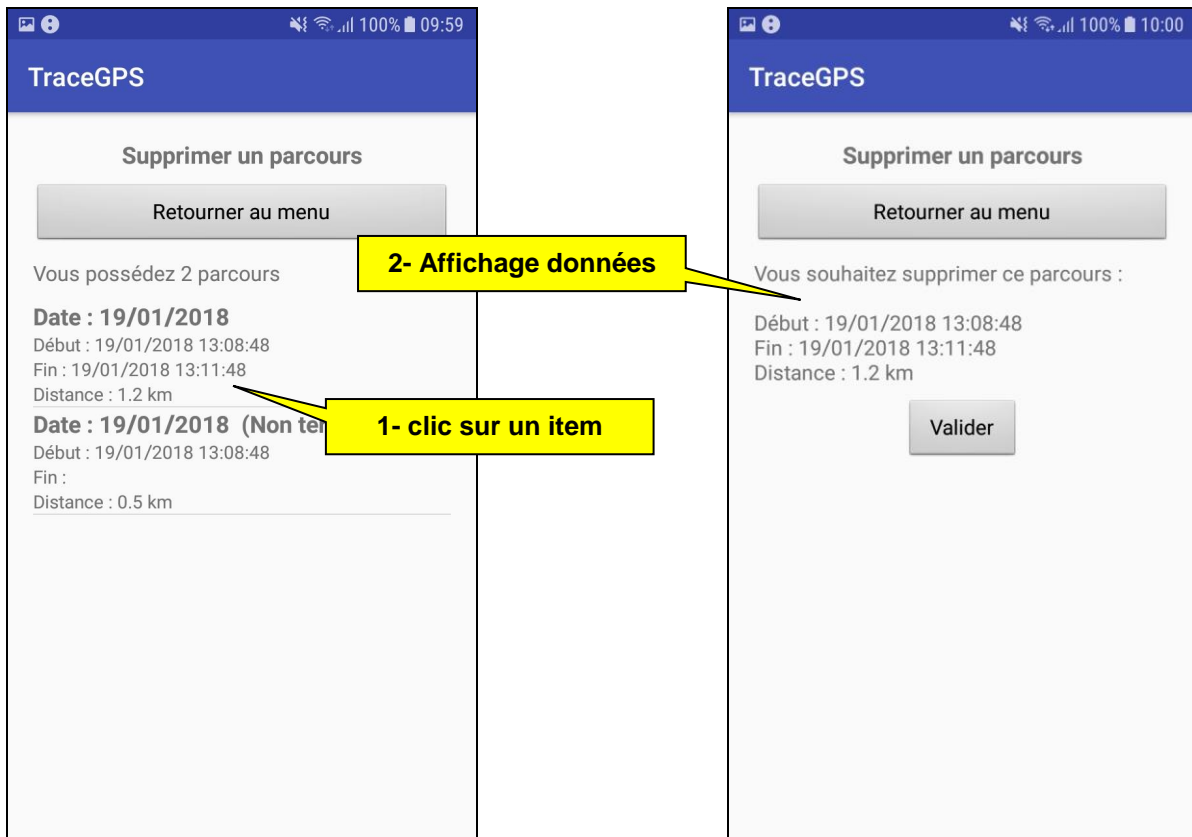 100% 09:59
TraceGPS
Supprimer un parcours
Retourner au menu
Vous possédez 2 parcours
Date : 19/01/2018
Début : 19/01/2018 13:08:48
Fin : 19/01/2018 13:11:48
Distance : 1.2 km
Date : 19/01/2018 (Non
Début : 19/01/2018 13:08:48
Fin :
Distance : 0.5 km
2- Affichage données
1- clic sur un item
100% 10:00
TraceGPS
Supprimer un parcours
Retourner au menu
Vous souhaitez supprimer ce parcours :
Début : 19/01/2018 13:08:48
Fin : 19/01/2018 13:11:48
Distance : 1.2 km
Valider